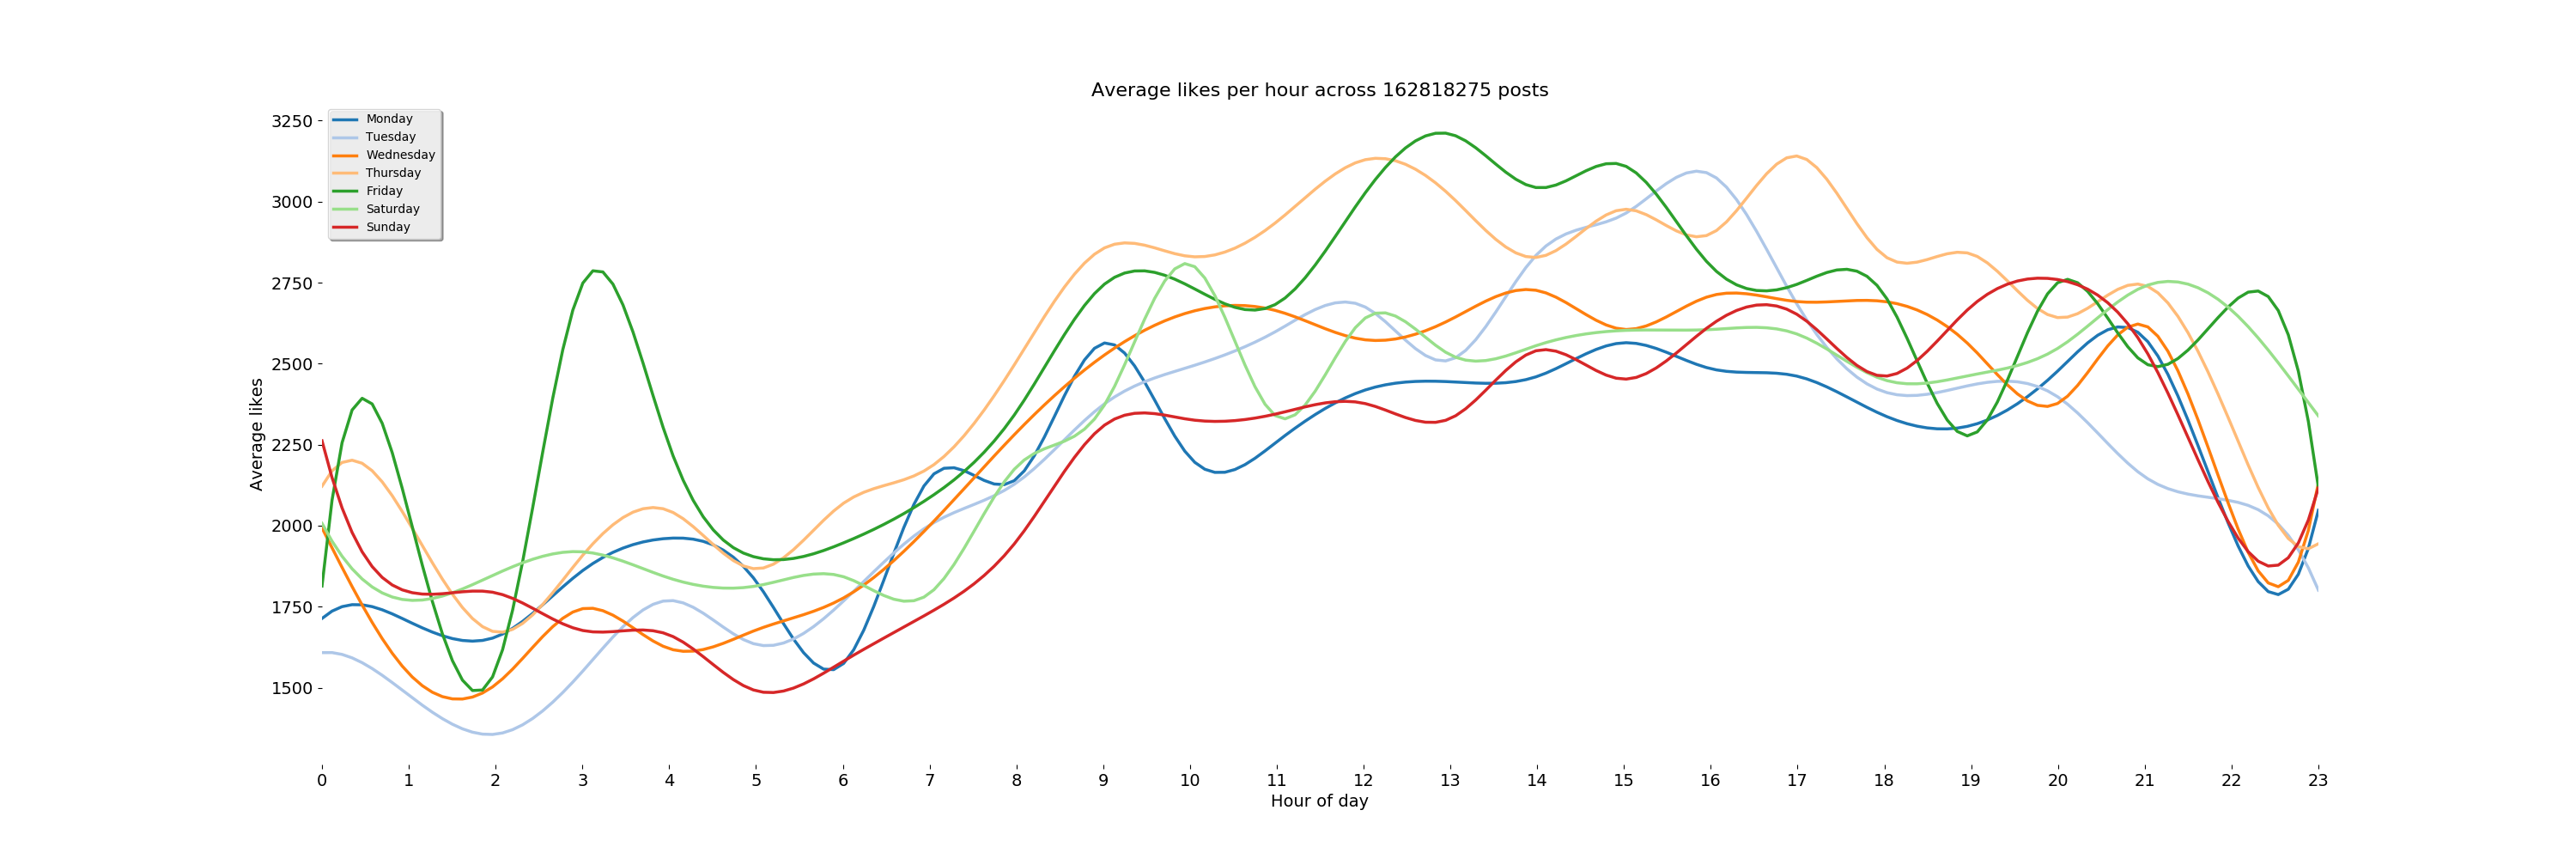 Average likes per hour across 162818275 posts
Monday
Tuesday
Wednesday
Thursday
Friday
Saturday
Sunday
3250
3000
2750
2500
2250
2000
1750
1500
Average likes
0 1 2 3 4 5 6 7 8 9 10 11 12 13 14 15 16 17 18 19 20 21 22 23
Hour of day